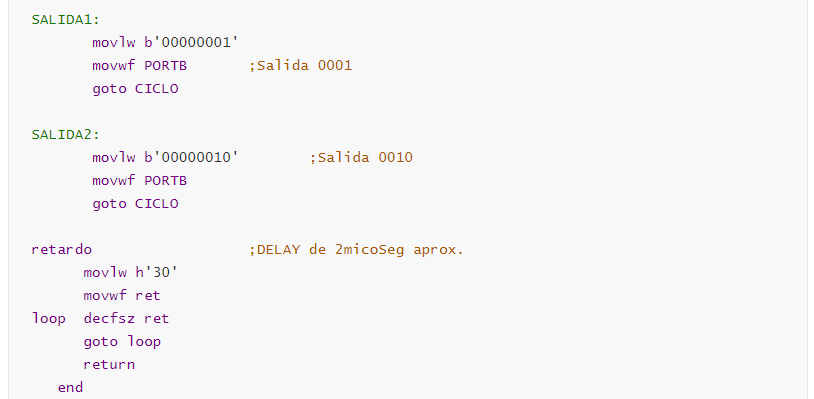 SALIDA1:
movlw b'00000001'
movwf PORTB ;Salida 0001
goto CICLO
SALIDA2:
movlw b'00000010' ;Salida 0010
movwf PORTB
goto CICLO
retardo ;DELAY de 2micoSeg aprox.
movlw h'30'
movwf ret
loop decfsz ret
goto loop
return
end